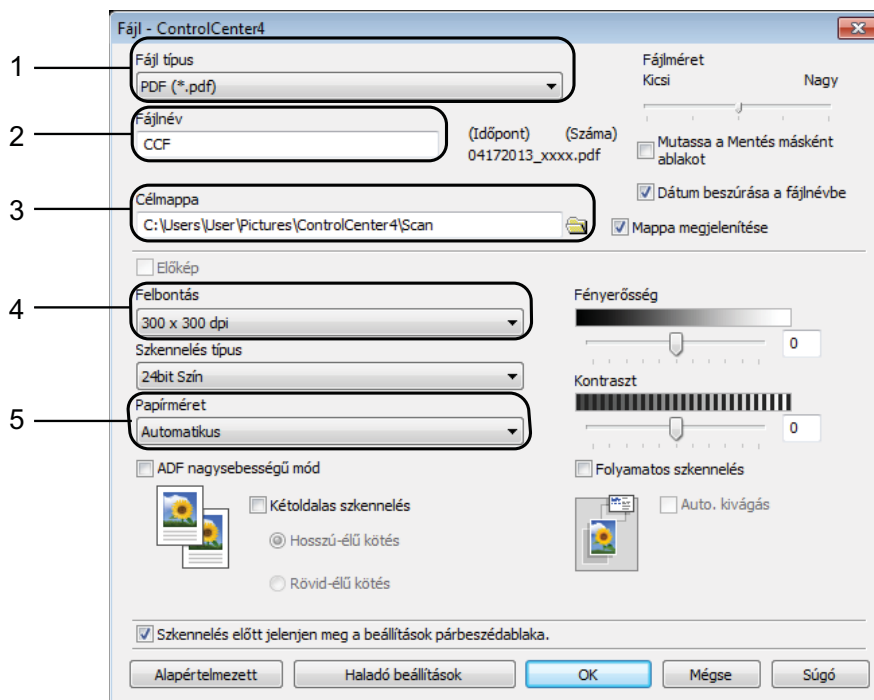 Fájl - ControlCenter4
1
Fájl típus
PDF (*.pdf)
Fájlméret
Kicsi Nagy
2
Fájlnév
CCF
(Időpont) (Száma)
04172013_xxxx.pdf
Mutassa a Mentés másként
ablakot
Dátum beszúrása a fájlnévbe
3
Célmappa
C:\Users\User\Pictures\ControlCenter4\Scan
Mappa megjelenítése
Előkép
4
Felbontás
300 x 300 dpi
Szkennelés típus
24bit Szín
5
Papírméret
Automatikus
Fényerősség
0
Kontraszt
0
ADF nagysebességű mód
Kétoldalas szkennelés
Hosszú-élű kötés
Rövid-élű kötés
Folyamatos szkennelés
Auto. kivágás
Szkennelés előtt jelenjen meg a beállítások párbeszédablaka.
Alapértelmezett Haladó beállítások OK Mégse Súgó